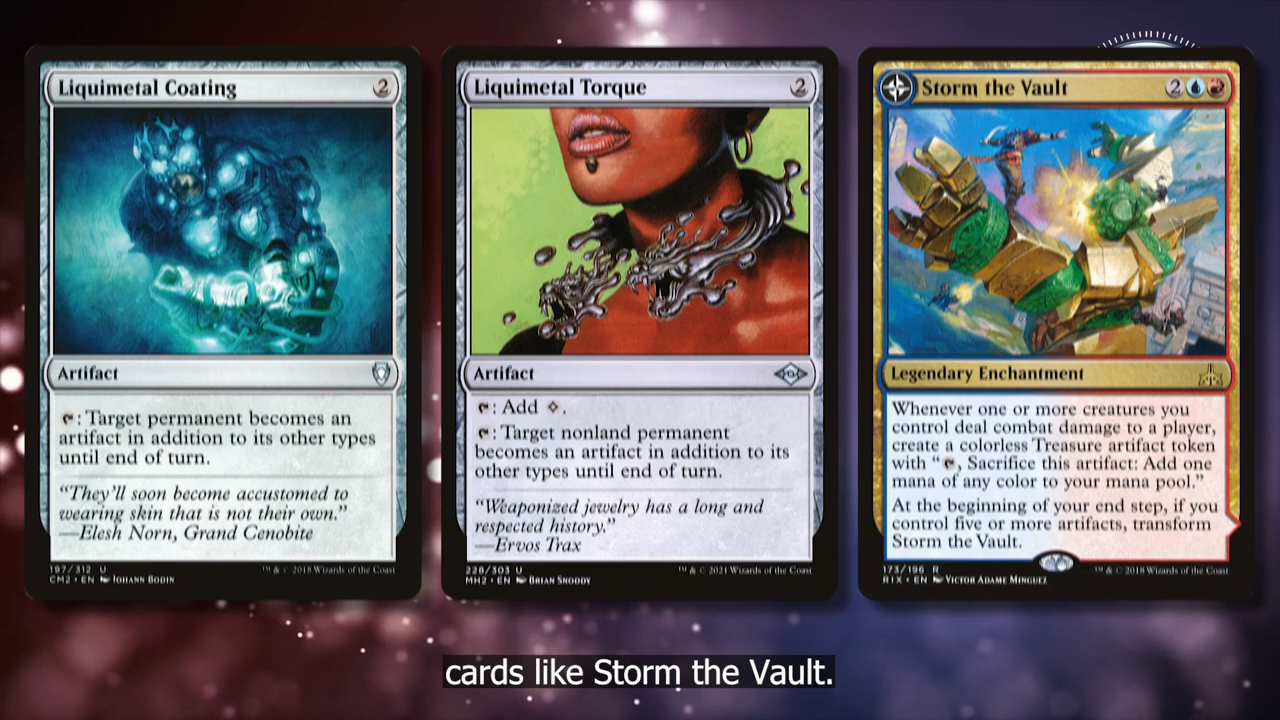 Liquimetal Coating 2
Artifact
: Target permanent becomes an
artifact in addition to its other types
until end of turn.
“They’ll soon become accustomed to
wearing skin that is not their own.”
—Elesh Norn, Grand Cenobite
197/312 U
CM2 • EN Johann Bodin
™ & © 2018 Wizards of the Coast
Liquimetal Torque 2
Artifact
: Add .
: Target nonland permanent
becomes an artifact in addition to its
other types until end of turn.
“Weaponized jewelry has a long and
respected history.”
—Ervos Trax
228/303 U
MH2 • EN Brian Snoddy
™ & © 2021 Wizards of the Coast
Storm the Vault 2
Legendary Enchantment
Whenever one or more creatures you
control deal combat damage to a player,
create a colorless Treasure artifact token
with “, Sacrifice this artifact: Add one
mana of any color to your mana pool.”
At the beginning of your end step, if you
control five or more artifacts, transform
Storm the Vault.
173/196 R
RIX • EN Victor Adame Minguez
™ & © 2018 Wizards of the Coast
cards like Storm the Vault.